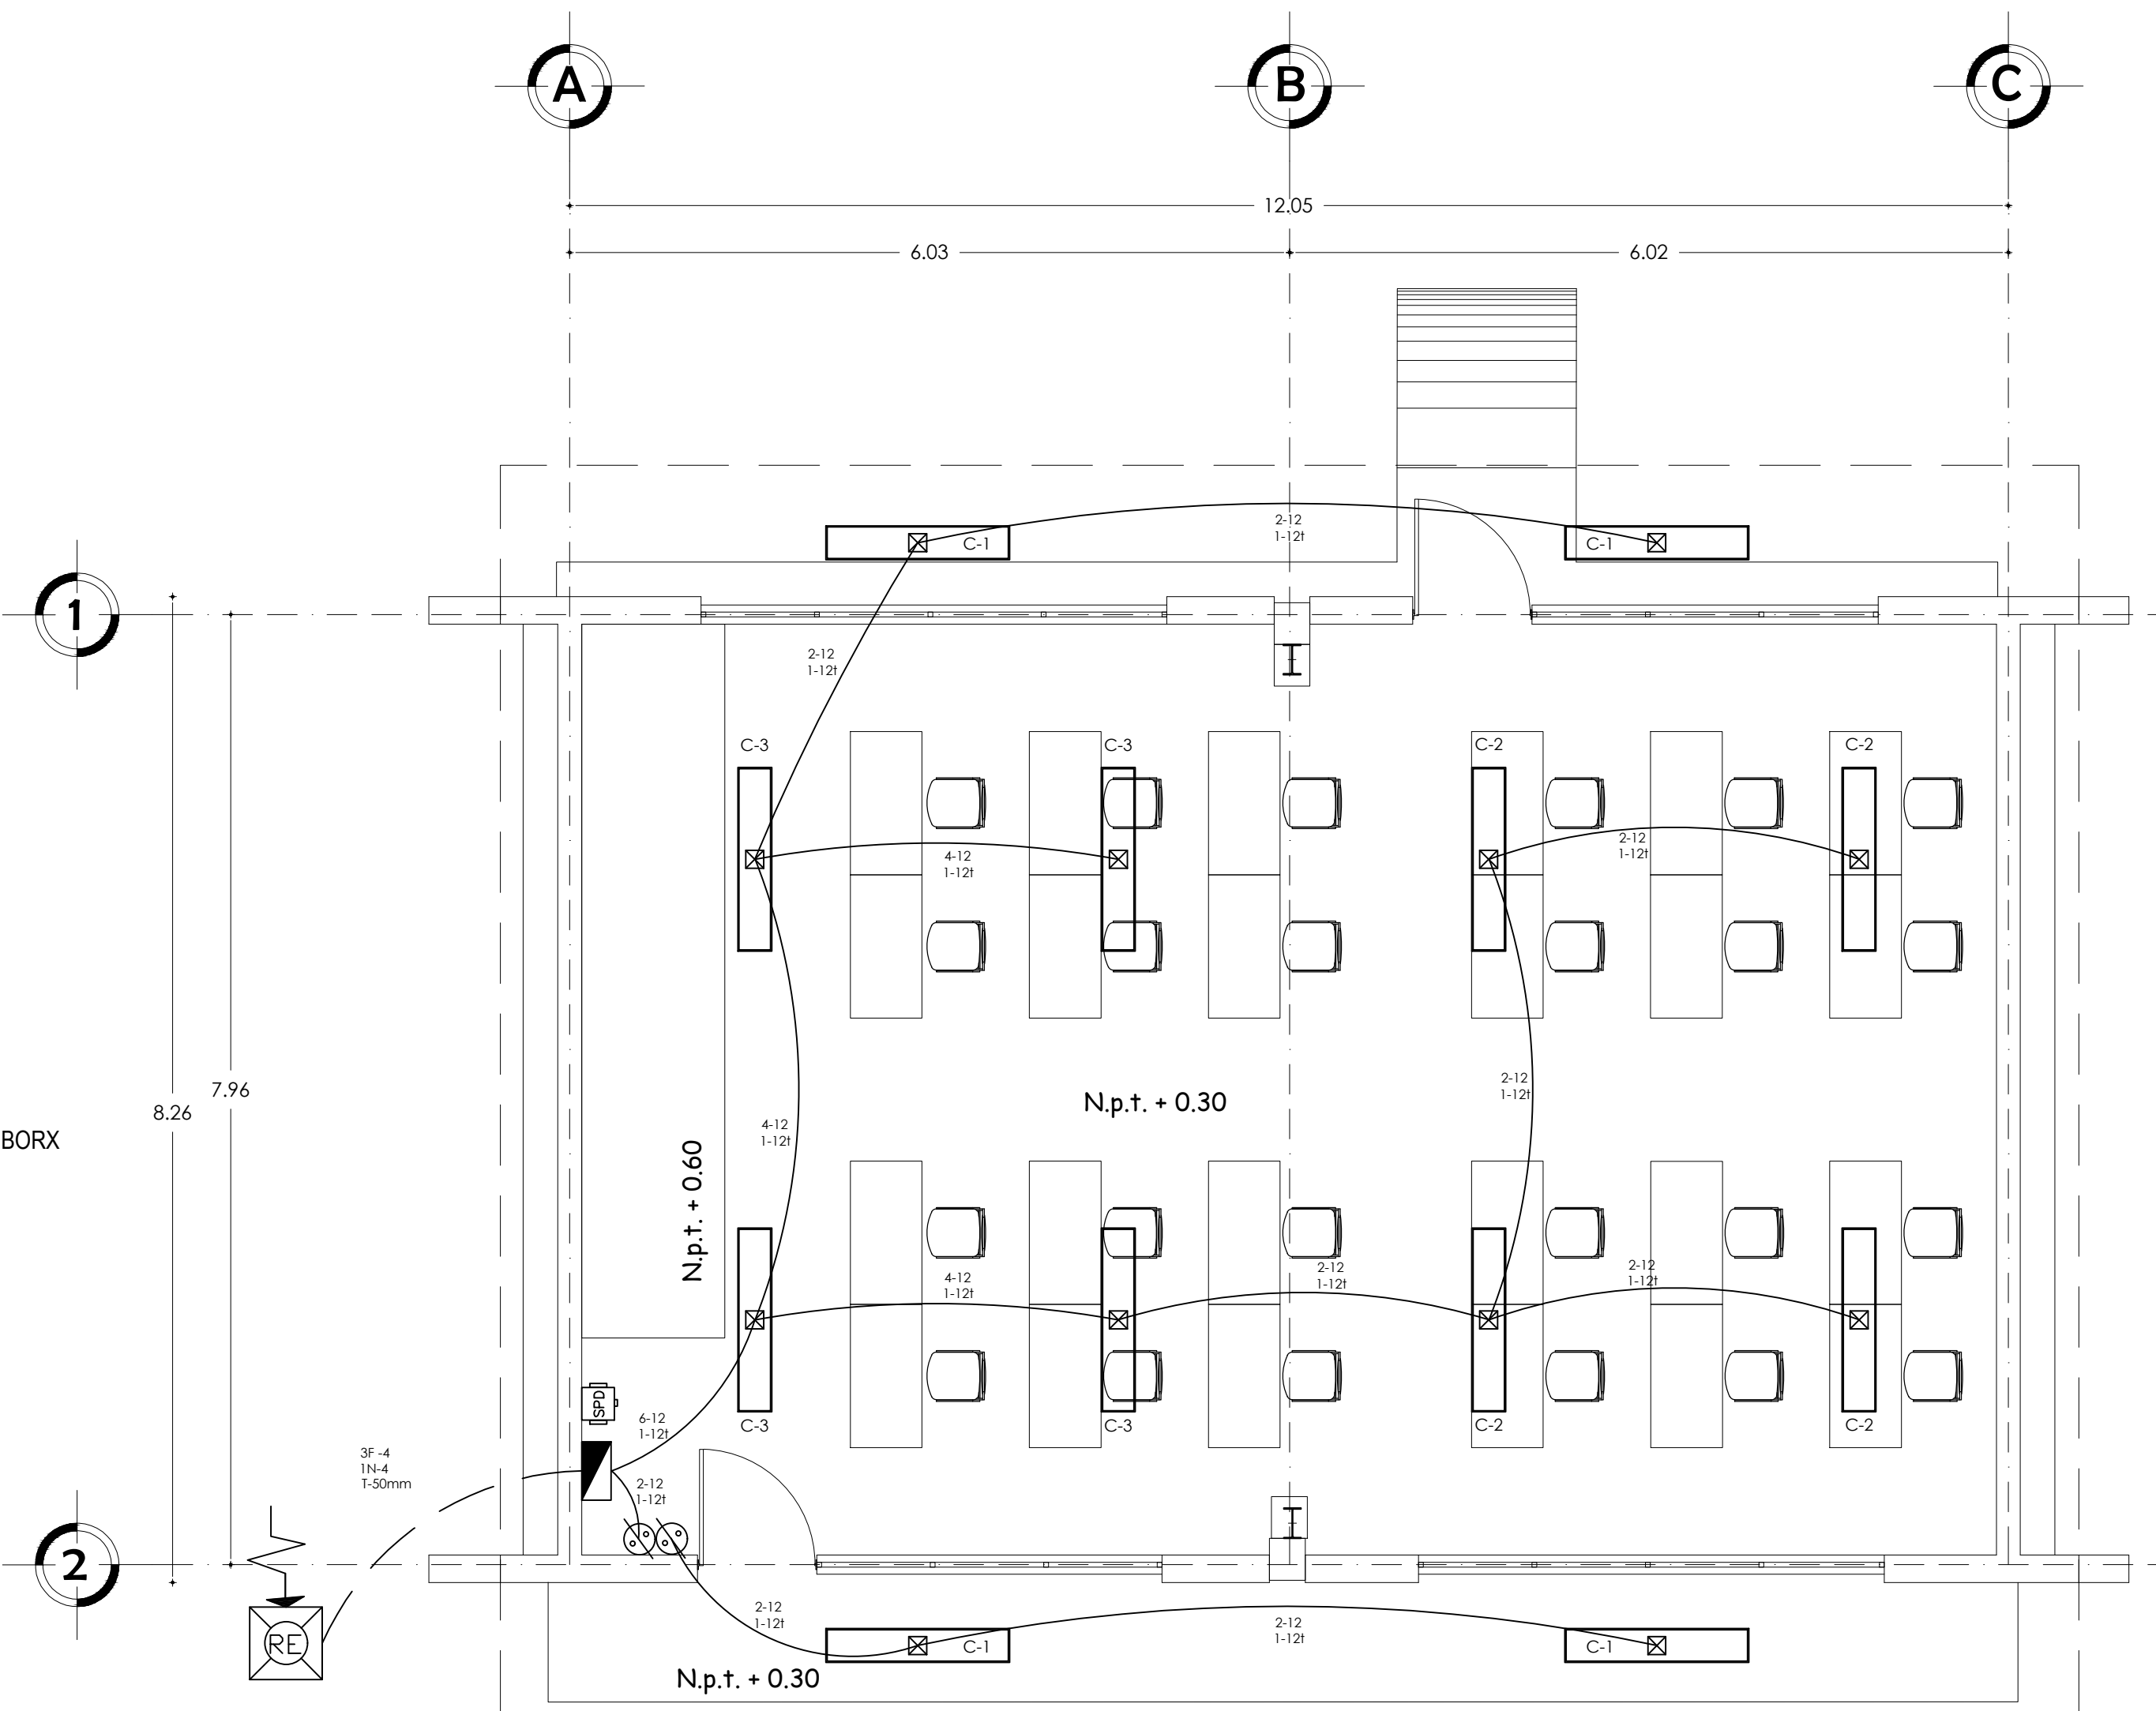 A
B
C
12.05
6.03
6.02
2-12
1-12t
C-1
C-1
1
2-12
1-12t
I
C-3
C-3
C-2
C-2
4-12
1-12t
2-12
1-12t
7.96
8.26
BORX
4-12
1-12t
N.p.t. + 0.60
N.p.t. + 0.30
2-12
1-12t
4-12
1-12t
2-12
1-12t
2-12
1-12t
SPD
C-3
C-3
C-2
C-2
6-12
1-12t
3F -4
1N-4
T-50mm
2-12
1-12t
I
2
2-12
1-12t
2-12
1-12t
RE
C-1
C-1
N.p.t. + 0.30